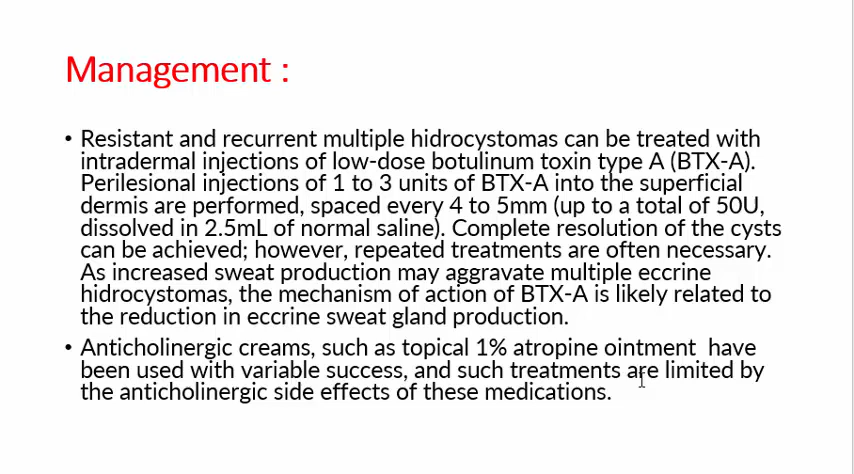 Management :
• Resistant and recurrent multiple hidrocystomas can be treated with
intradermal injections of low-dose botulinum toxin type A (BTX-A).
Perilesional injections of 1 to 3 units of BTX-A into the superficial
dermis are performed, spaced every 4 to 5mm (up to a total of 50U,
dissolved in 2.5mL of normal saline). Complete resolution of the cysts
can be achieved; however, repeated treatments are often necessary.
As increased sweat production may aggravate multiple eccrine
hidrocystomas, the mechanism of action of BTX-A is likely related to
the reduction in eccrine sweat gland production.
• Anticholinergic creams, such as topical 1% atropine ointment  have
been used with variable success, and such treatments are limited by
the anticholinergic side effects of these medications.